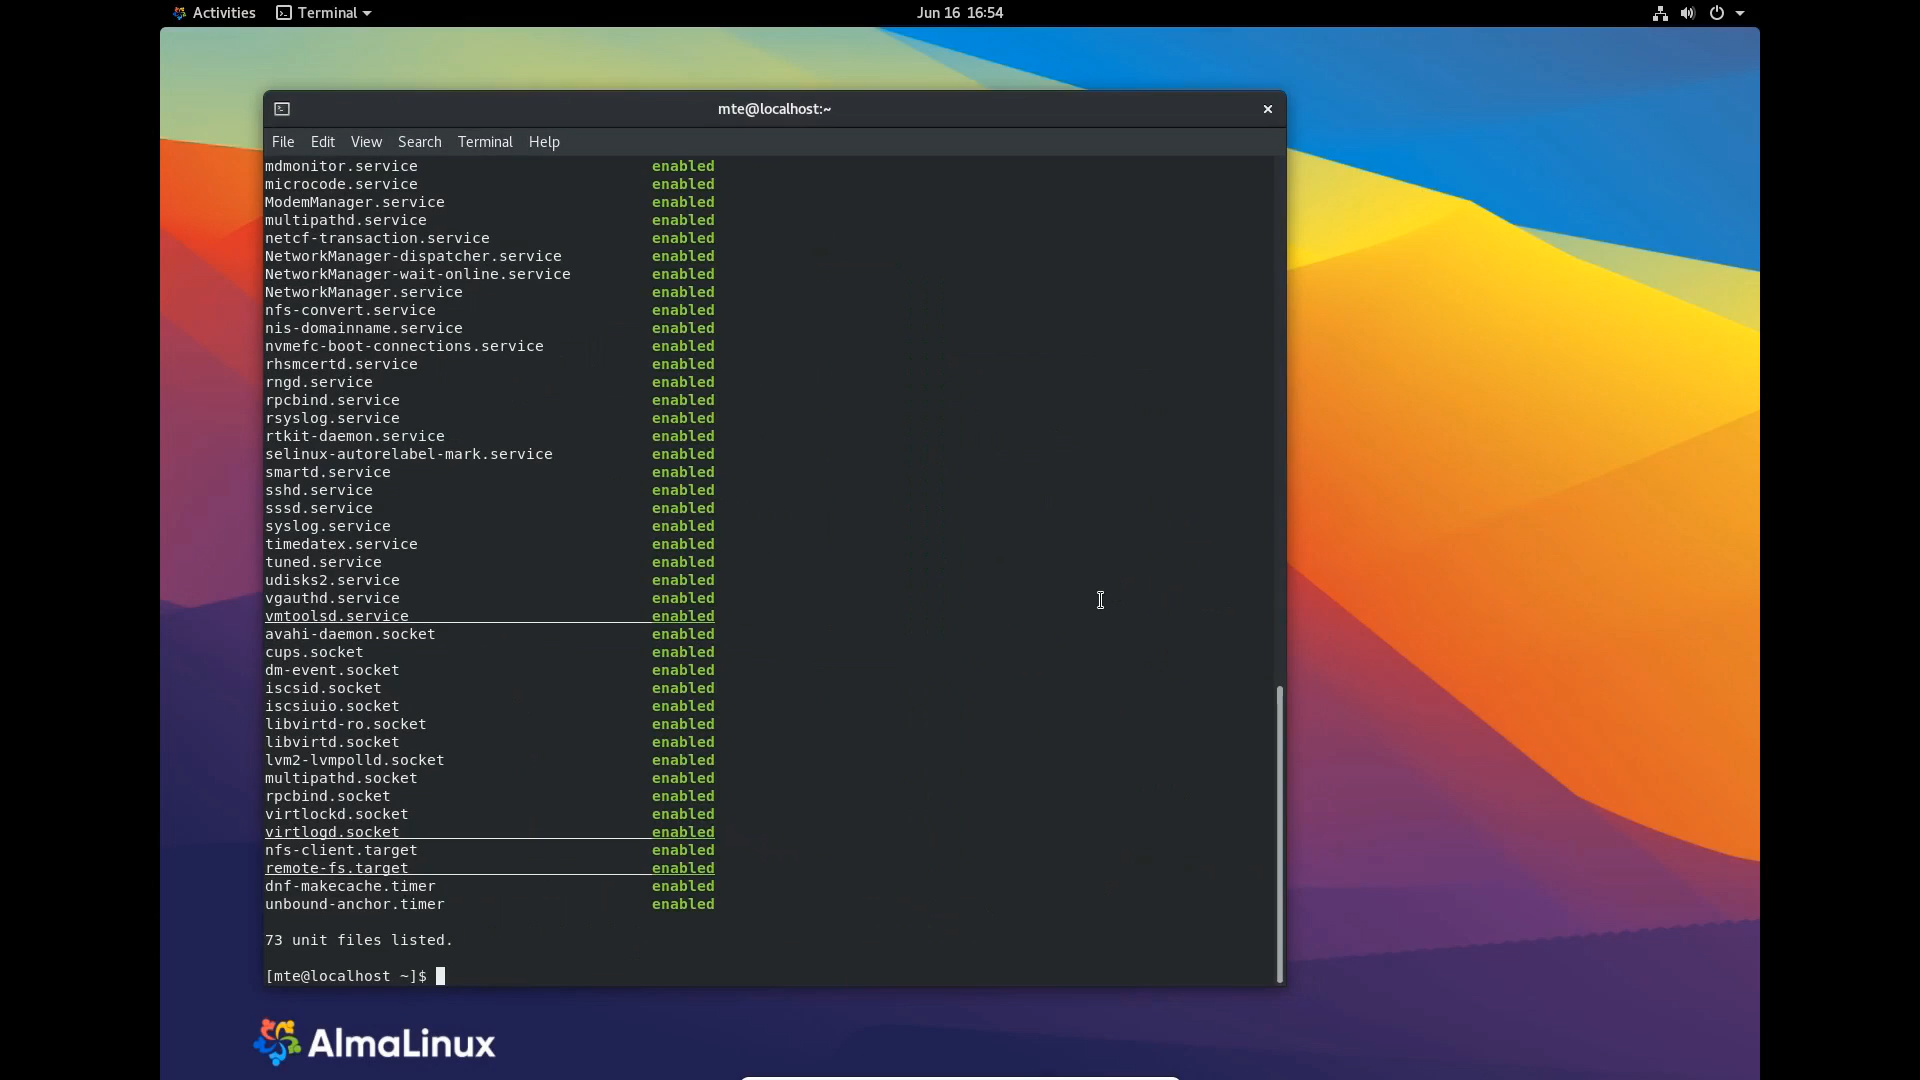 Activities Terminal Jun 16 16:54
mte@localhost:~
File Edit View Search Terminal Help
mdmonitor.service enabled
microcode.service enabled
ModemManager.service enabled
multipathd.service enabled
netcf-transaction.service enabled
NetworkManager-dispatcher.service enabled
NetworkManager-wait-online.service enabled
NetworkManager.service enabled
nfs-convert.service enabled
nis-domainname.service enabled
nvmefc-boot-connections.service enabled
rhsmcertd.service enabled
rngd.service enabled
rpcbind.service enabled
rsyslog.service enabled
rtkit-daemon.service enabled
selinux-autorelabel-mark.service enabled
smartd.service enabled
sshd.service enabled
sssd.service enabled
syslog.service enabled
timedatex.service enabled
tuned.service enabled
udisks2.service enabled
vgauthd.service enabled
vmtoolsd.service enabled
avahi-daemon.socket enabled
cups.socket enabled
dm-event.socket enabled
iscsid.socket enabled
iscsiuio.socket enabled
libvirtd-ro.socket enabled
libvirtd.socket enabled
lvm2-lvmpolld.socket enabled
multipathd.socket enabled
rpcbind.socket enabled
virtlockd.socket enabled
virtlogd.socket enabled
nfs-client.target enabled
remote-fs.target enabled
dnf-makecache.timer enabled
unbound-anchor.timer enabled
73 unit files listed.
[mte@localhost ~]$
AlmaLinux